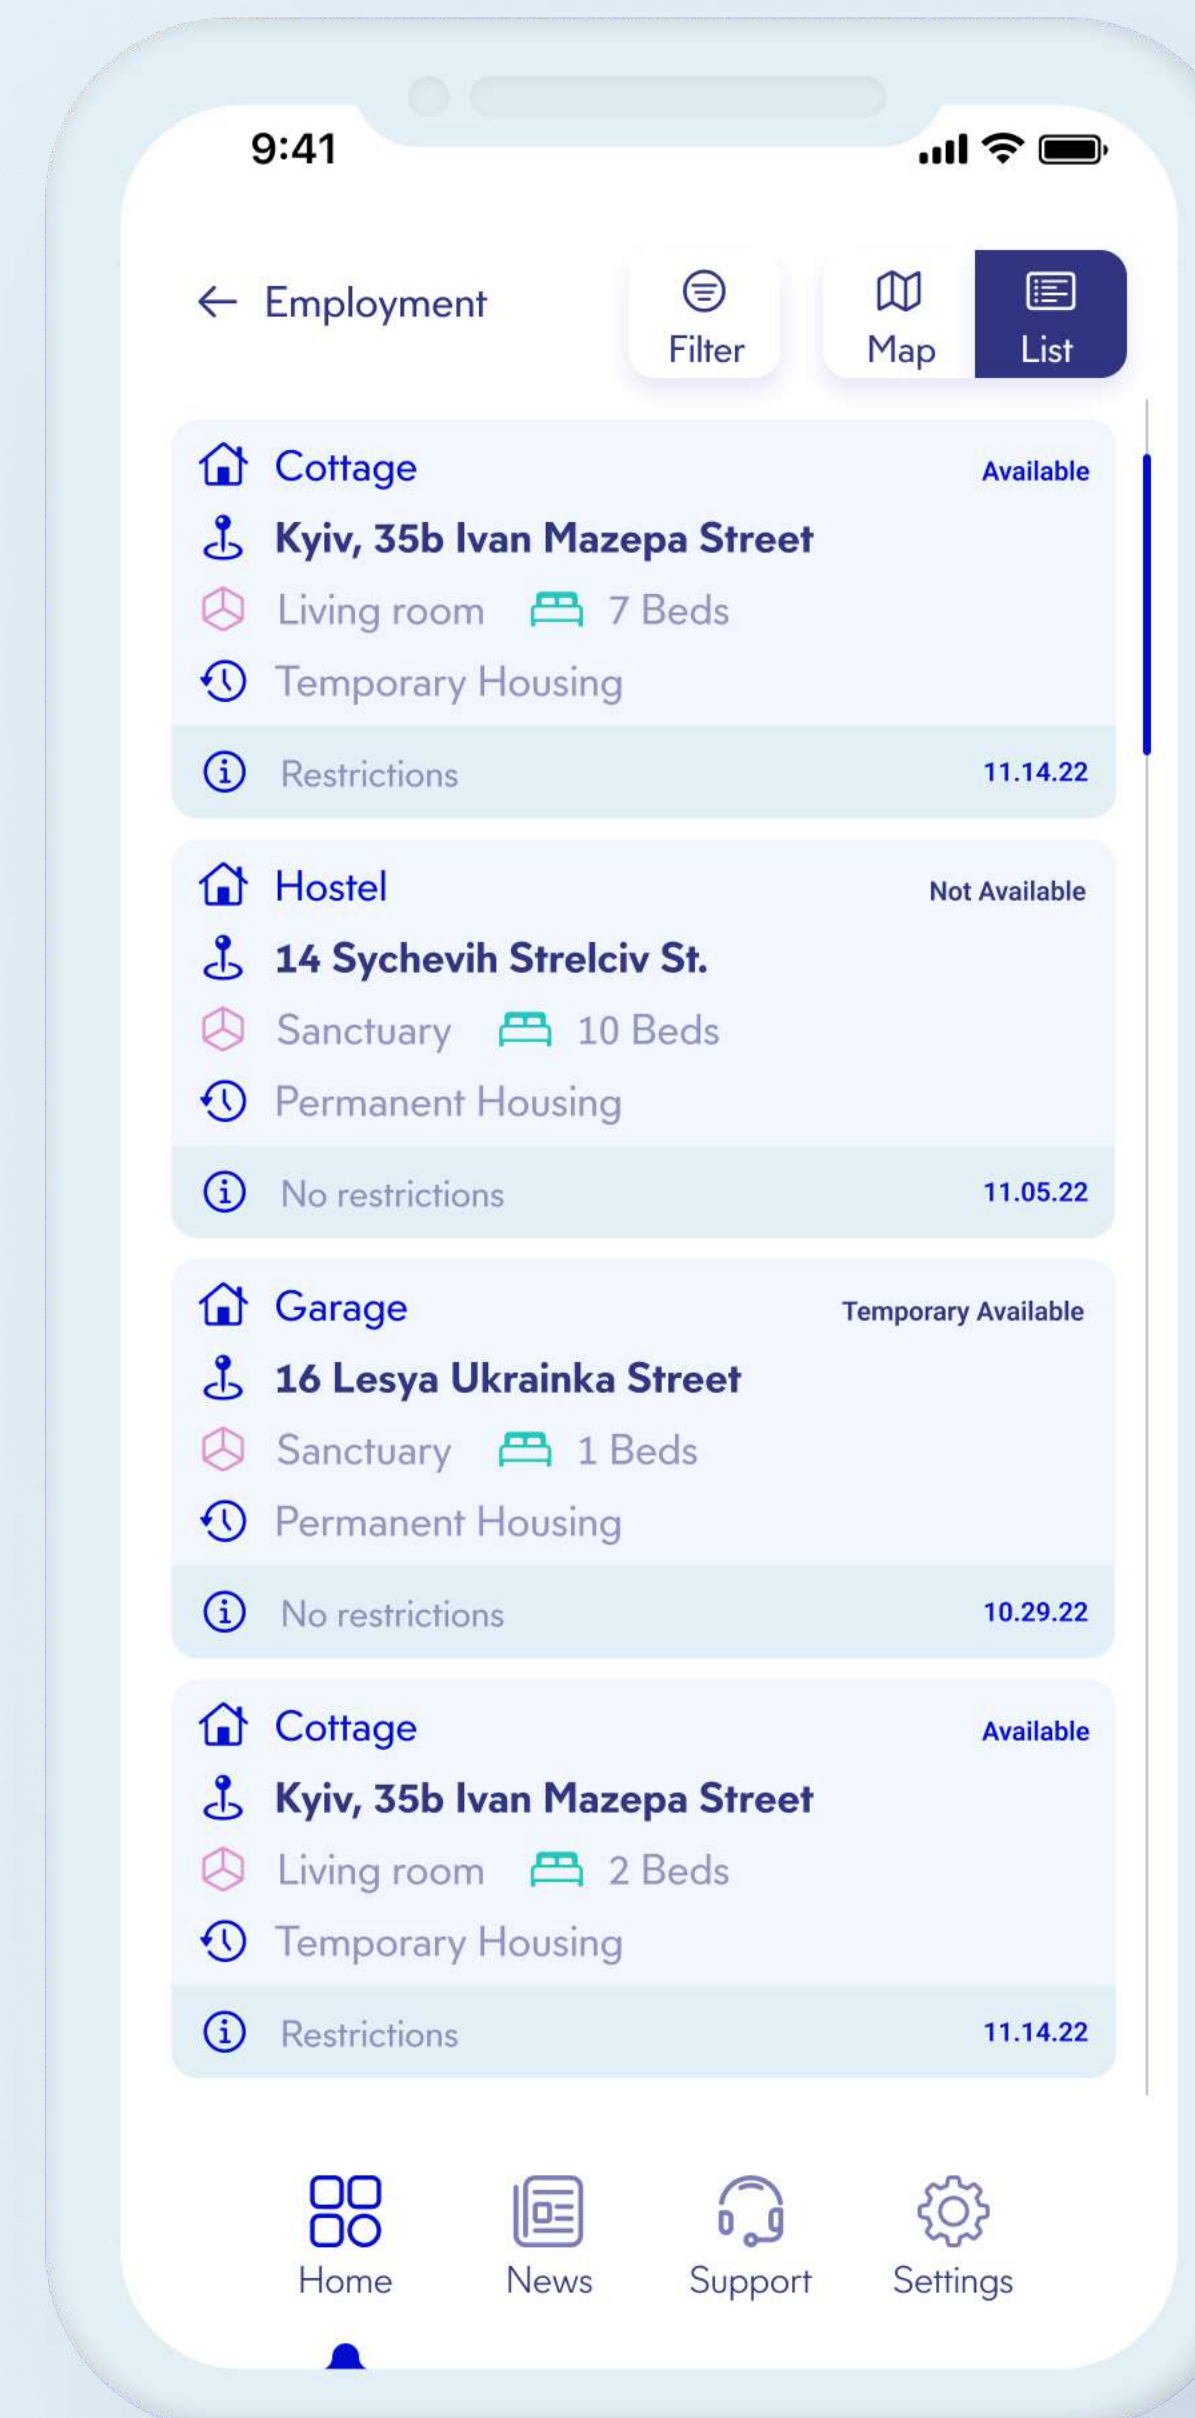 9:41
Employment
Filter
Map
List
Cottage Available
Kyiv, 35b Ivan Mazepa Street
Living room 7 Beds
Temporary Housing
Restrictions 11.14.22
Hostel Not Available
14 Sychevih Strelciv St.
Sanctuary 10 Beds
Permanent Housing
No restrictions 11.05.22
Garage Temporary Available
16 Lesya Ukrainka Street
Sanctuary 1 Beds
Permanent Housing
No restrictions 10.29.22
Cottage Available
Kyiv, 35b Ivan Mazepa Street
Living room 2 Beds
Temporary Housing
Restrictions 11.14.22
Home News Support Settings